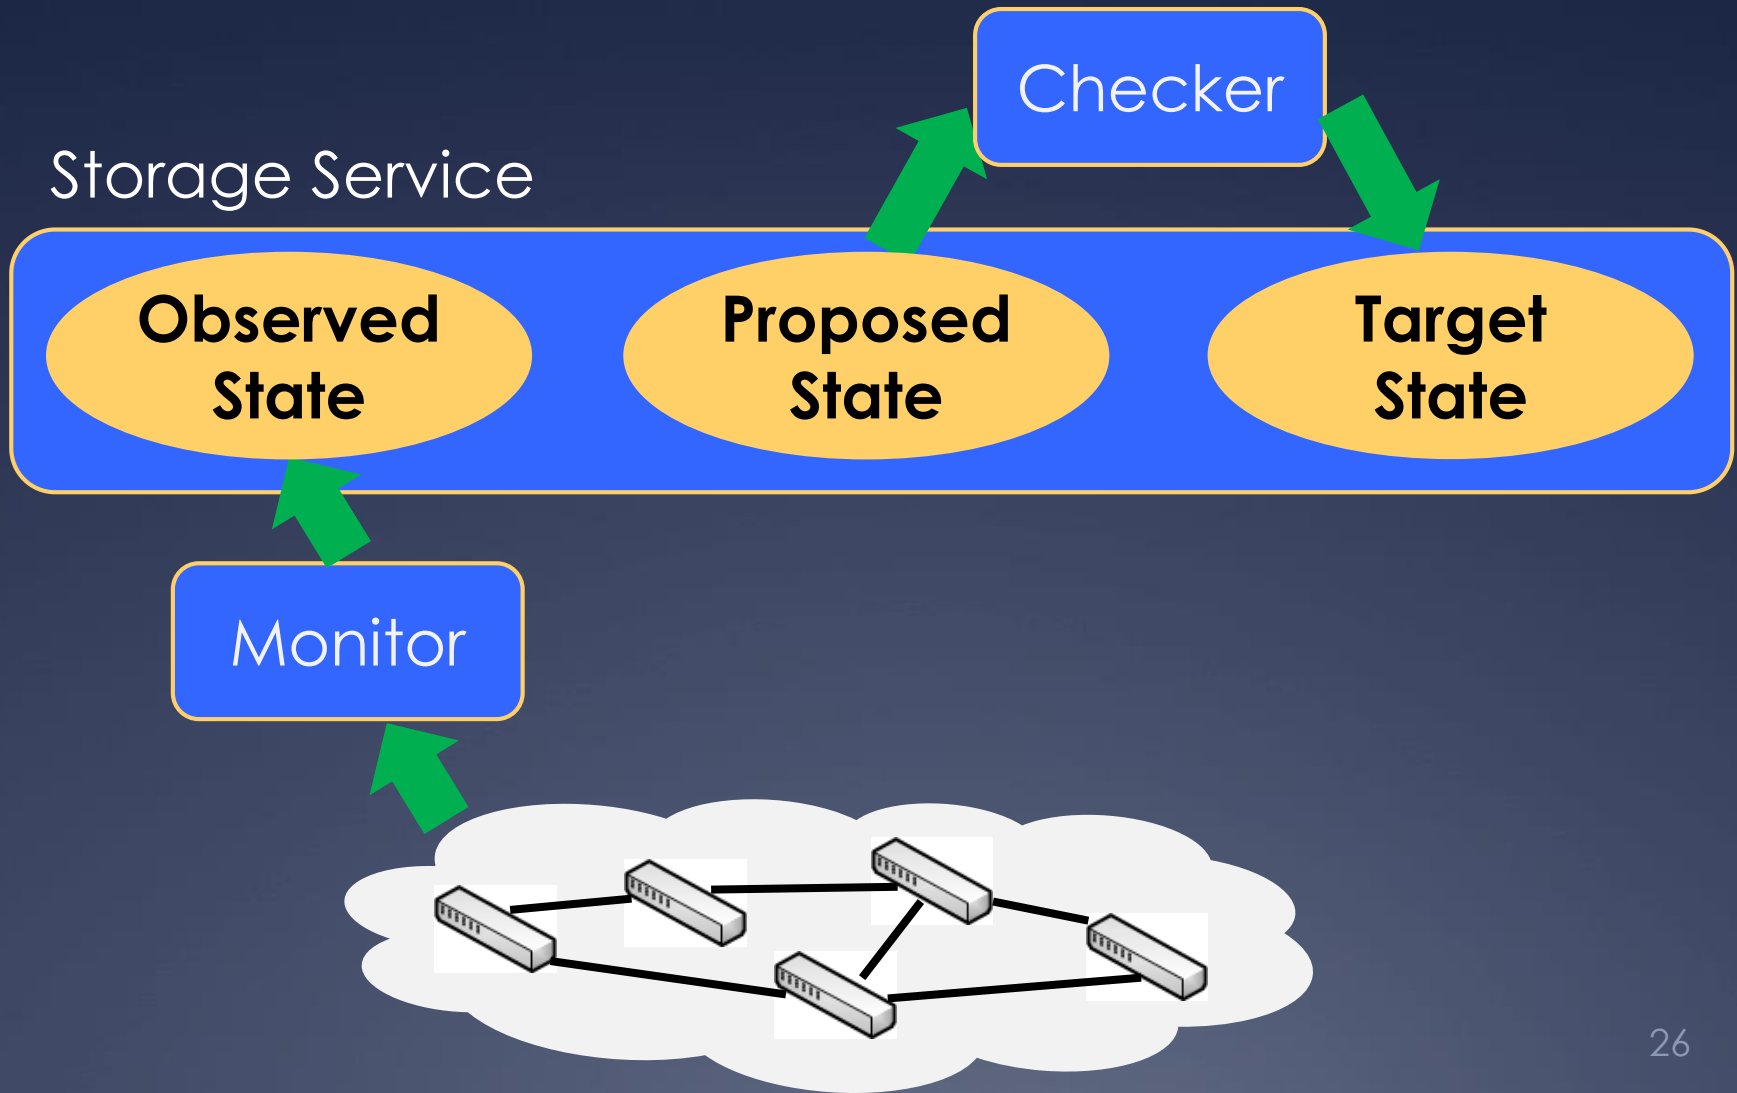 Checker
Storage Service
Observed
State
Proposed
State
Target
State
Monitor
26